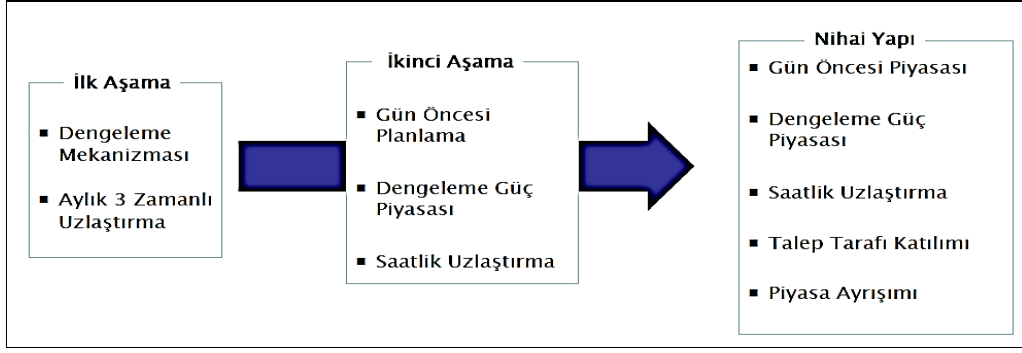 İlk Aşama
▪ Dengeleme
Mekanizması
▪ Aylık 3 Zamanlı
Uzlaştırma
İkinci Aşama
▪ Gün Öncesi
Planlama
▪ Dengeleme Güç
Piyasası
▪ Saatlik Uzlaştırma
Nihai Yapı
▪ Gün Öncesi Piyasası
▪ Dengeleme Güç
Piyasası
▪ Saatlik Uzlaştırma
▪ Talep Tarafı Katılımı
▪ Piyasa Ayrışımı